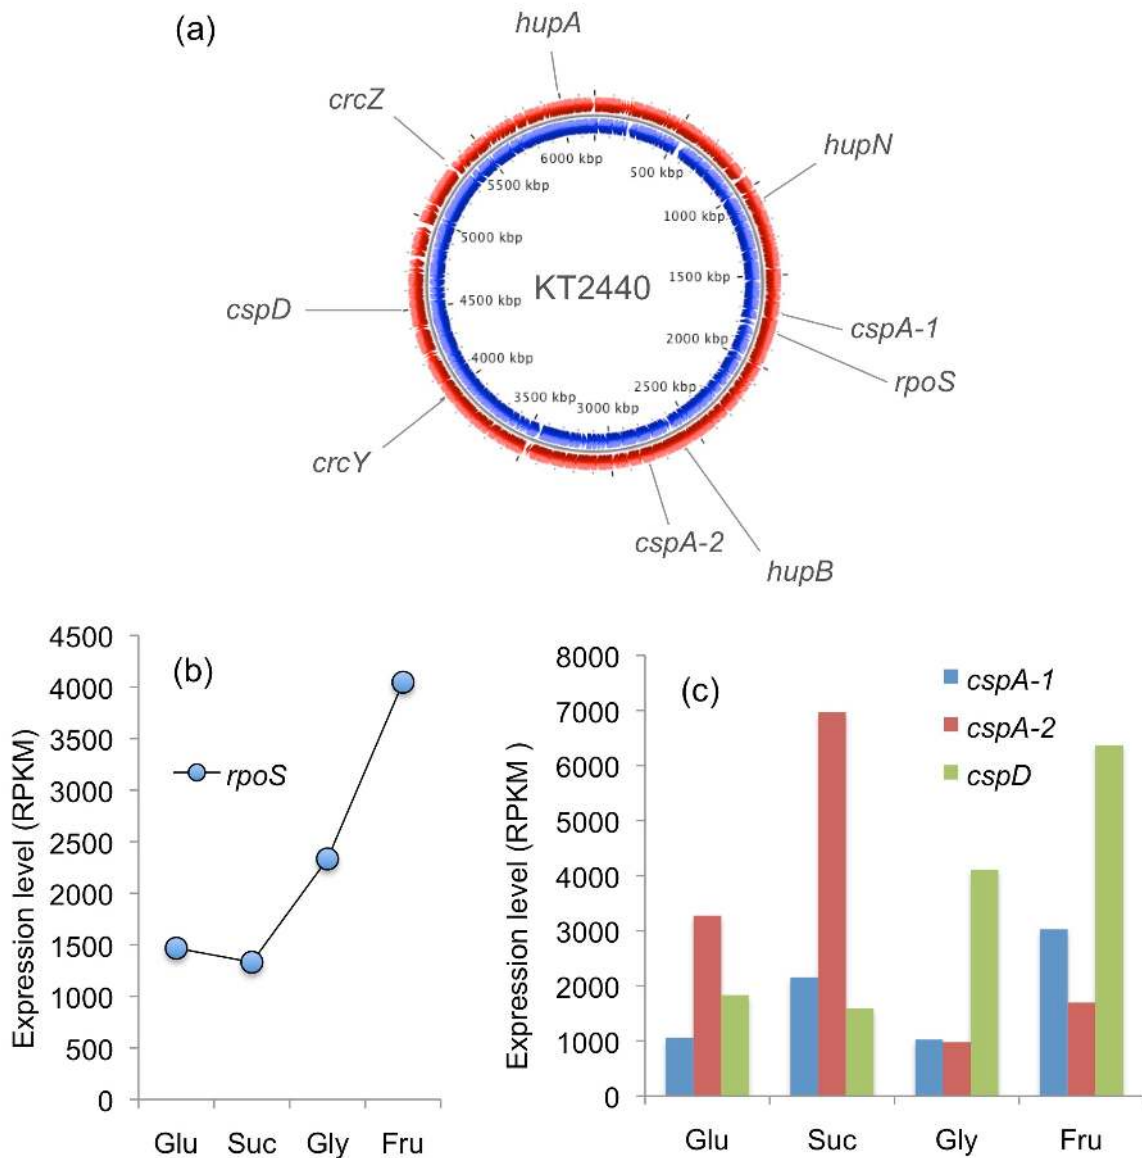 (a)
hupA
crcZ
hupN
6000 kbp
500 kbp
5500 kbp
1000 kbp
5000 kbp
KT2440
1500 kbp
cspD
4500 kbp
cspA-1
2000 kbp
rpoS
4000 kbp
2500 kbp
3500 kbp
3000 kbp
crcY
cspA-2
hupB
(b)
Expression level (RPKM)
4500
4000
3500
3000
2500
2000
1500
1000
500
0
rpoS
Glu Suc Gly Fru
(c)
Expression level (RPKM )
8000
7000
6000
5000
4000
3000
2000
1000
0
cspA-1
cspA-2
cspD
Glu Suc Gly Fru